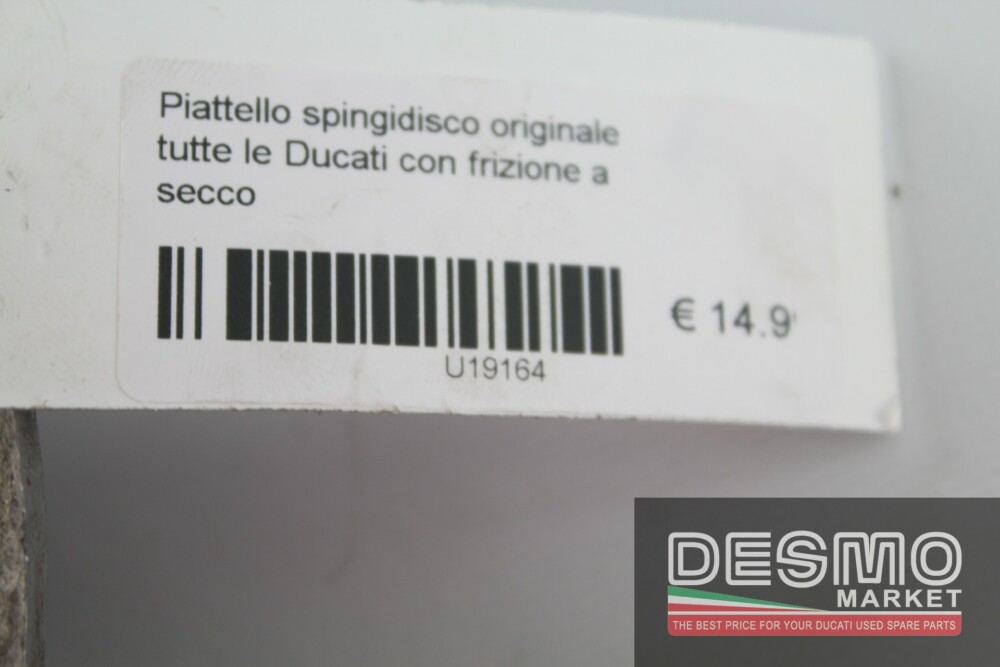 Piattello spingidisco originale
tutte le Ducati con frizione a
secco
€ 14.9
U19164
DESMO
MARKET
THE BEST PRICE FOR YOUR DUCATI USED SPARE PARTS